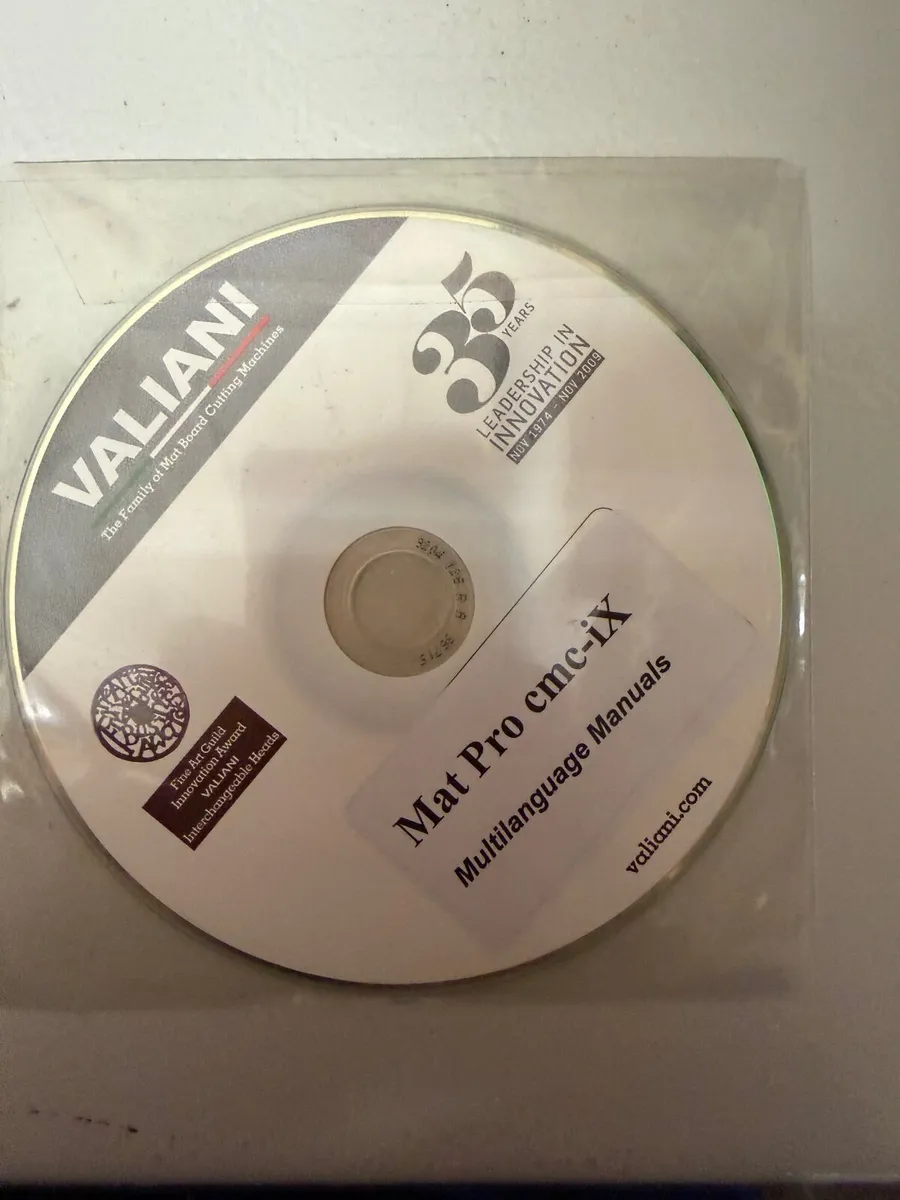 VALIANI
The Family of Mat Board Cutting Machines
35
YEARS
LEADERSHIP IN
INNOVATION
NOV 1974 - NOV 2009
Fine Art Guild
Innovation Award
VALIANI
Interchangeable Heads
Mat Pro cmc-iX
Multilanguage Manuals
valiani.com